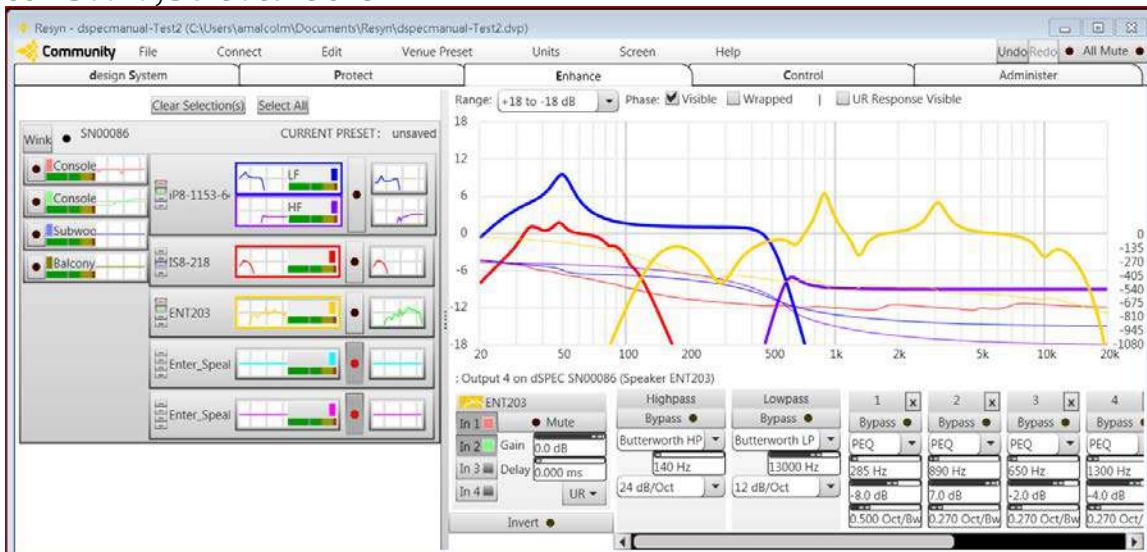 Resyn - dspecmanual-Test2 (C:\Users\amalcolm\Documents\Resyn\dspecmanual-Test2.dvp)
Community File Connect Edit Venue Preset Units Screen Help Undo Redo All Mute
design System Protect Enhance Control Administer
Clear Selection(s) Select All Range: +18 to -18 dB Phase: Visible Wrapped | UR Response Visible
Wink SN00086 CURRENT PRESET: unsaved
Console
Console
Subwoo
Balcony
iP8-1153-6
LF
HF
IS8-218
ENT203
Enter_Speal
Enter_Speal
18
12
6
0
-6
-12
-18
0
-135
-270
-405
-540
-675
-810
-945
-1080
20 50 100 200 500 1k 2k 5k 10k 20k
: Output 4 on dSPEC SN00086 (Speaker ENT203)
ENT203
In 1 Mute
In 2 Gain 0.0 dB
In 3 Delay 0.000 ms
In 4 UR
Invert
Highpass
Bypass
Butterworth HP
140 Hz
24 dB/Oct
Lowpass
Bypass
Butterworth LP
13000 Hz
12 dB/Oct
1 x
Bypass
PEQ
285 Hz
-8.0 dB
0.500 Oct/Bw
2 x
Bypass
PEQ
890 Hz
7.0 dB
0.270 Oct/Bw
3 x
Bypass
PEQ
650 Hz
-2.0 dB
0.270 Oct/Bw
4
Bypass
PEQ
1300 Hz
-4.0 dB
0.270 Oct/